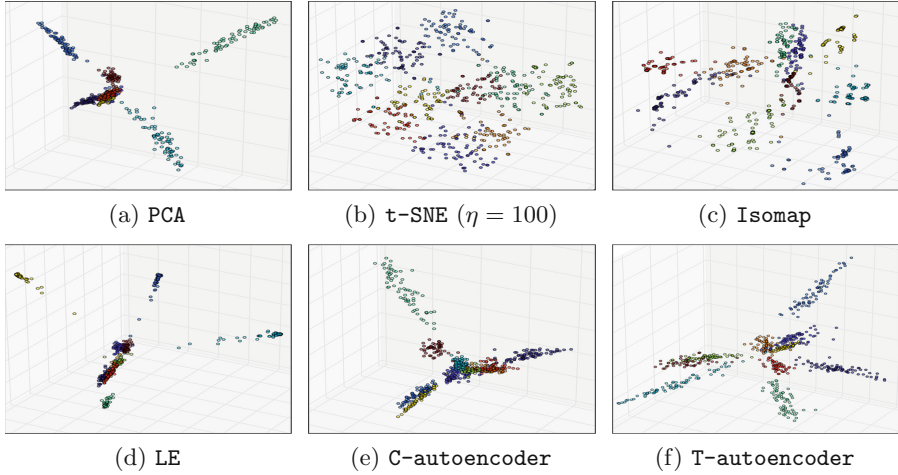 (a) PCA
(b) t-SNE (η = 100)
(c) Isomap
(d) LE
(e) C-autoencoder
(f) T-autoencoder